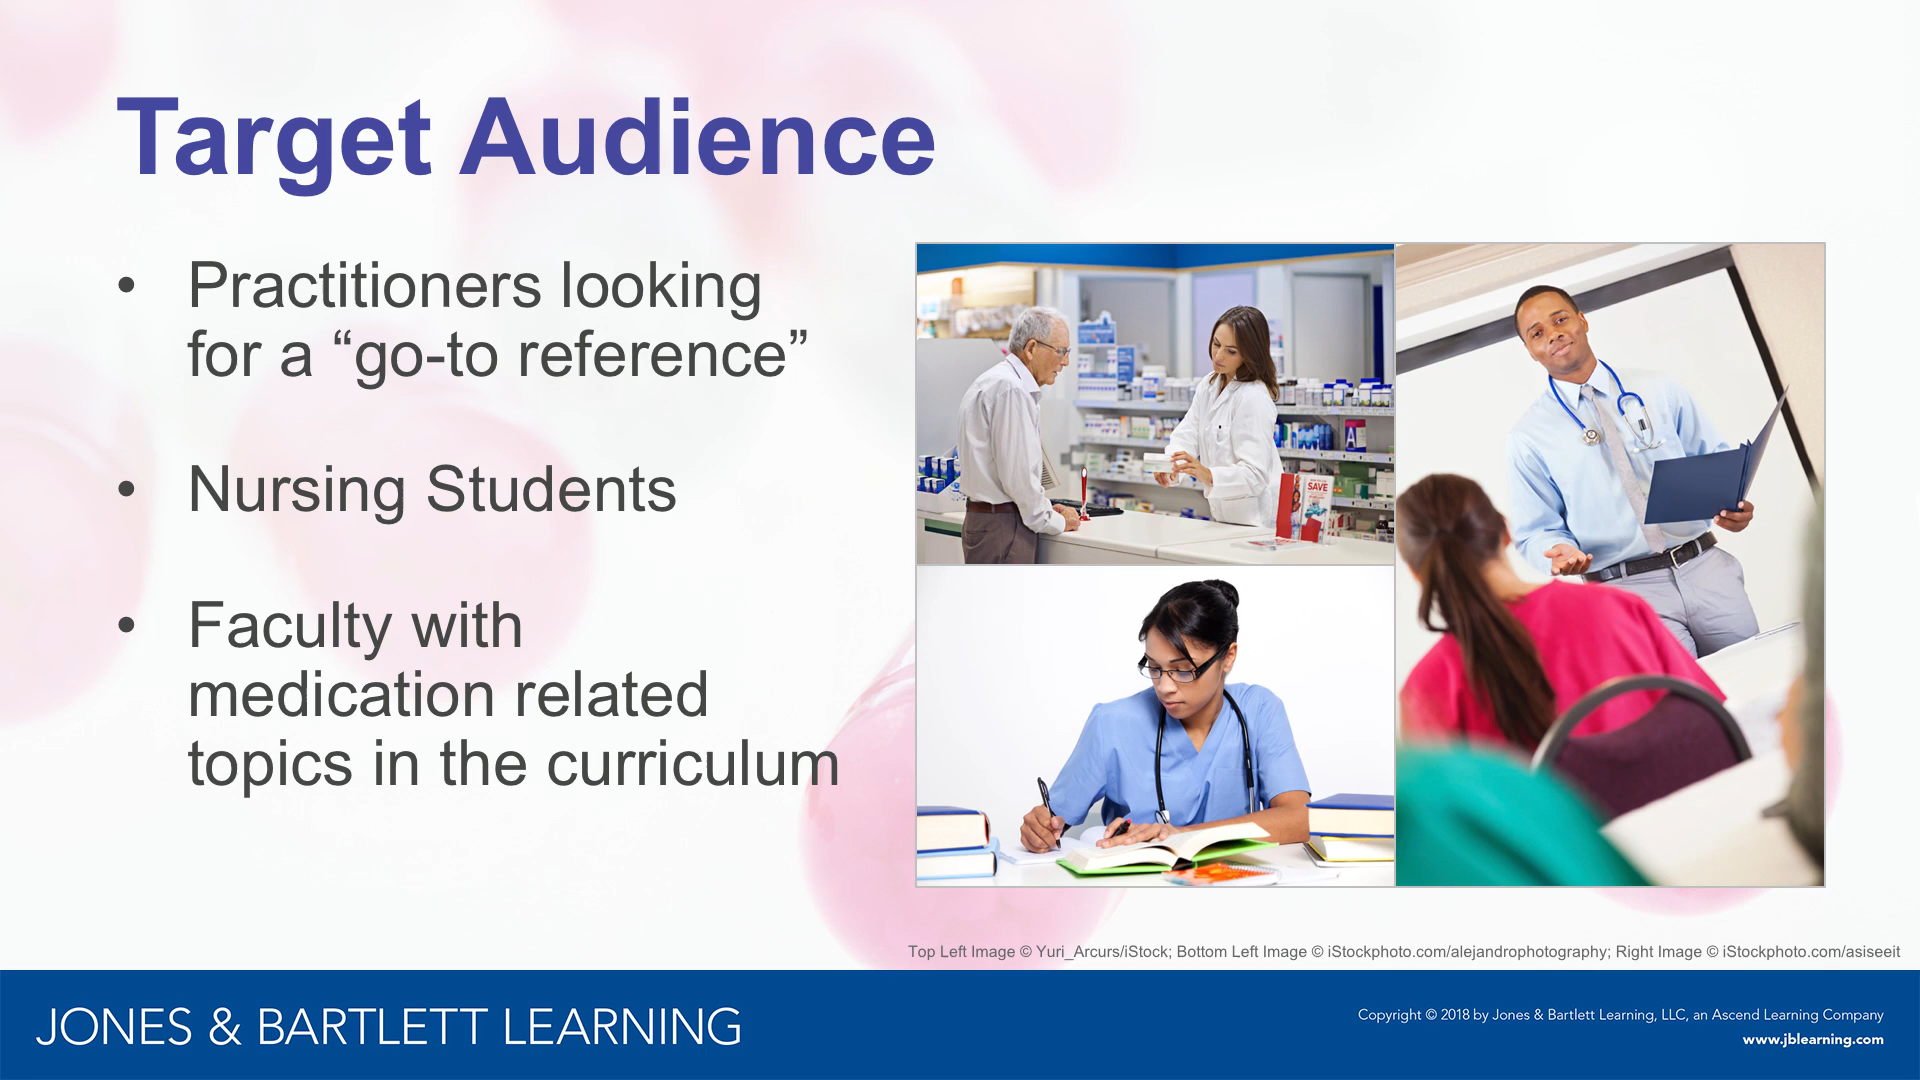 Target Audience
• Practitioners looking
for a “go-to reference”
• Nursing Students
• Faculty with
medication related
topics in the curriculum
SAVE
A
Top Left Image © Yuri_Arcurs/iStock; Bottom Left Image © iStockphoto.com/alejandrophotography; Right Image © iStockphoto.com/asiseeit
JONES & BARTLETT LEARNING
Copyright © 2018 by Jones & Bartlett Learning, LLC, an Ascend Learning Company
www.jblearning.com